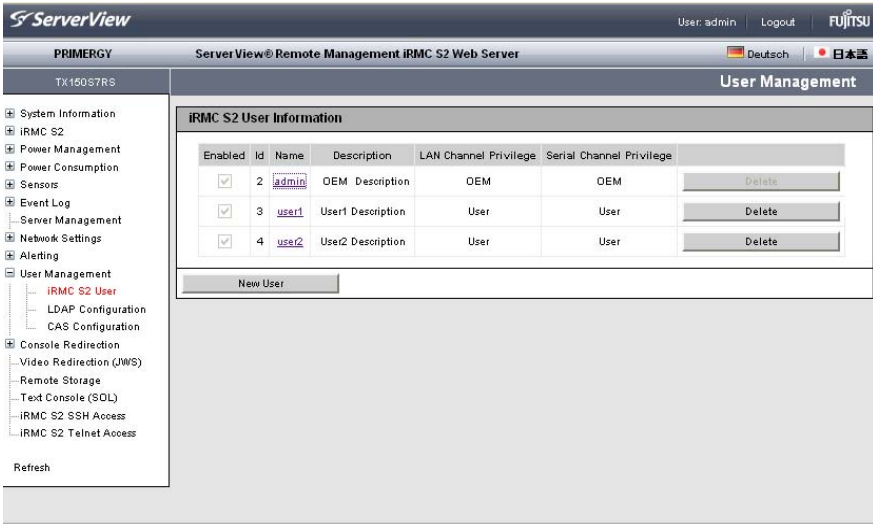 ServerView
User: admin Logout FUJITSU
PRIMERGY ServerView® Remote Management iRMC S2 Web Server Deutsch 日本語
TX150S7RS User Management
System Information
iRMC S2
Power Management
Power Consumption
Sensors
Event Log
Server Management
Network Settings
Alerting
User Management
iRMC S2 User
LDAP Configuration
CAS Configuration
Console Redirection
Video Redirection (JWS)
Remote Storage
Text Console (SOL)
iRMC S2 SSH Access
iRMC S2 Telnet Access
Refresh
iRMC S2 User Information
Enabled Id Name Description LAN Channel Privilege Serial Channel Privilege
2 admin OEM Description OEM OEM Delete
3 user1 User1 Description User User Delete
4 user2 User2 Description User User Delete
New User